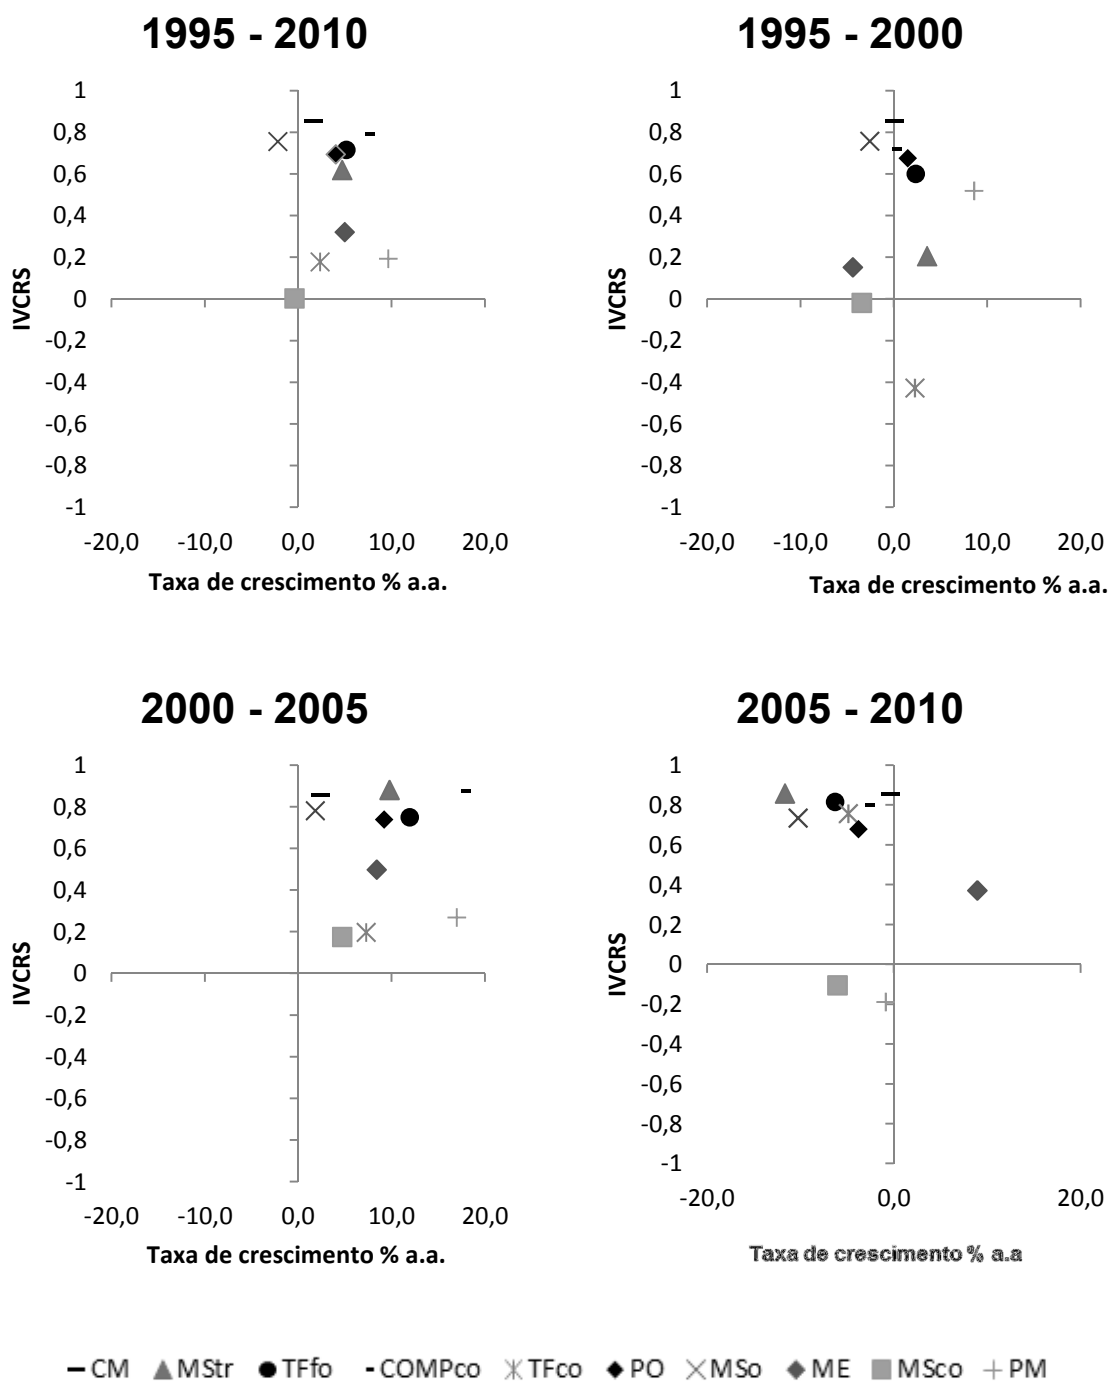 1995 - 2010
1
0,8
0,6
0,4
0,2
0
-0,2
-0,4
-0,6
-0,8
-1
IVCRS
-20,0 -10,0 0,0 10,0 20,0
Taxa de crescimento % a.a.
1995 - 2000
1
0,8
0,6
0,4
0,2
0
-0,2
-0,4
-0,6
-0,8
-1
IVCRS
-20,0 -10,0 0,0 10,0 20,0
Taxa de crescimento % a.a.
2000 - 2005
1
0,8
0,6
0,4
0,2
0
-0,2
-0,4
-0,6
-0,8
-1
IVCRS
-20,0 -10,0 0,0 10,0 20,0
Taxa de crescimento % a.a.
2005 - 2010
1
0,8
0,6
0,4
0,2
0
-0,2
-0,4
-0,6
-0,8
-1
IVCRS
-20,0 0,0 20,0
Taxa de crescimento % a.a
CM MStr TFfo COMPco TFco PO MSo ME MSco PM